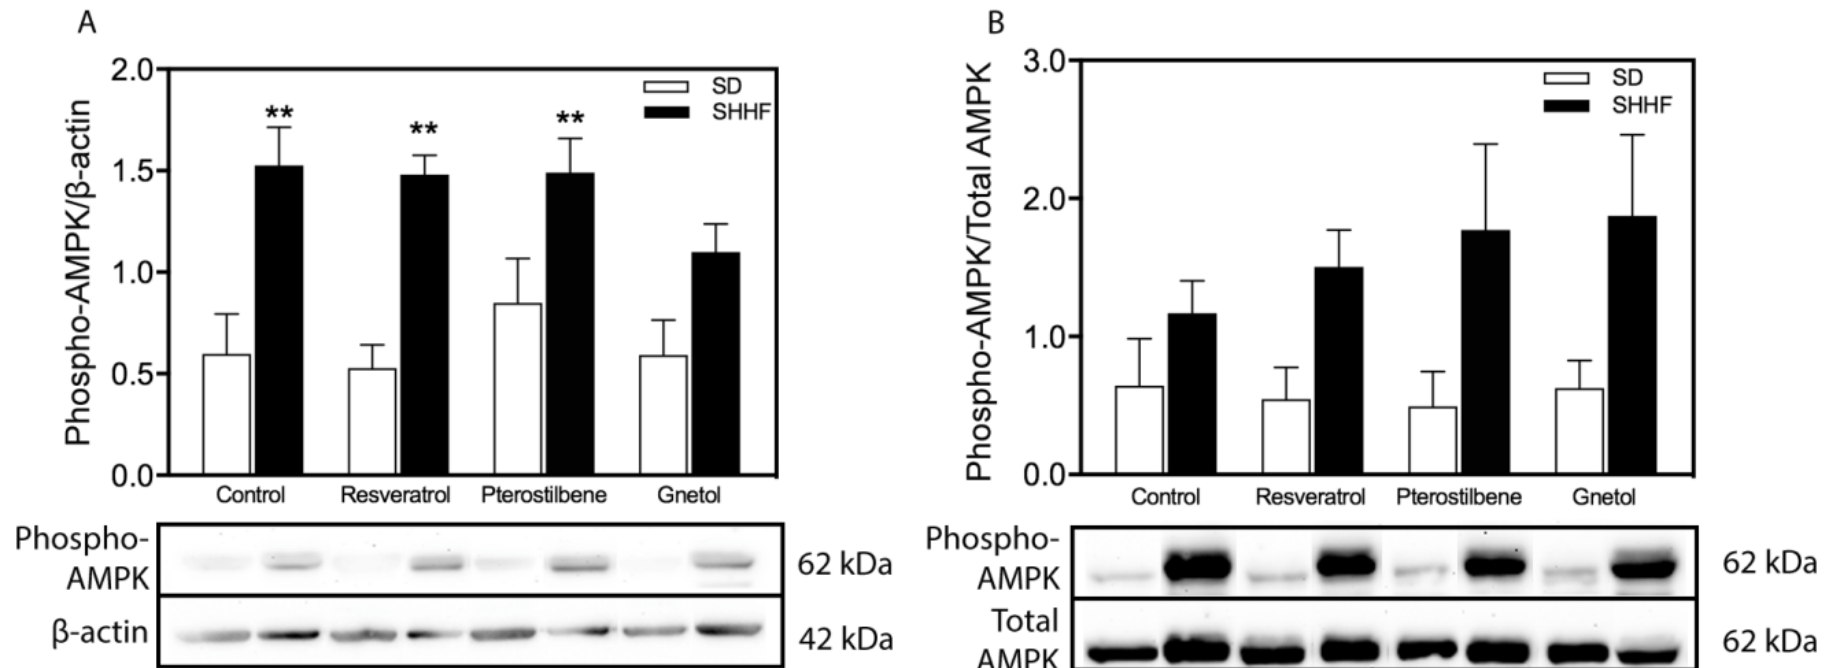 A
Phospho-AMPK/β-actin
2.0
1.5
1.0
0.5
0.0
SD
SHHF
**
**
**
Control Resveratrol Pterostilbene Gnetol
Phospho-
AMPK
62 kDa
β-actin
42 kDa
B
Phospho-AMPK/Total AMPK
3.0
2.0
1.0
0.0
SD
SHHF
Control Resveratrol Pterostilbene Gnetol
Phospho-
AMPK
62 kDa
Total
AMPK
62 kDa